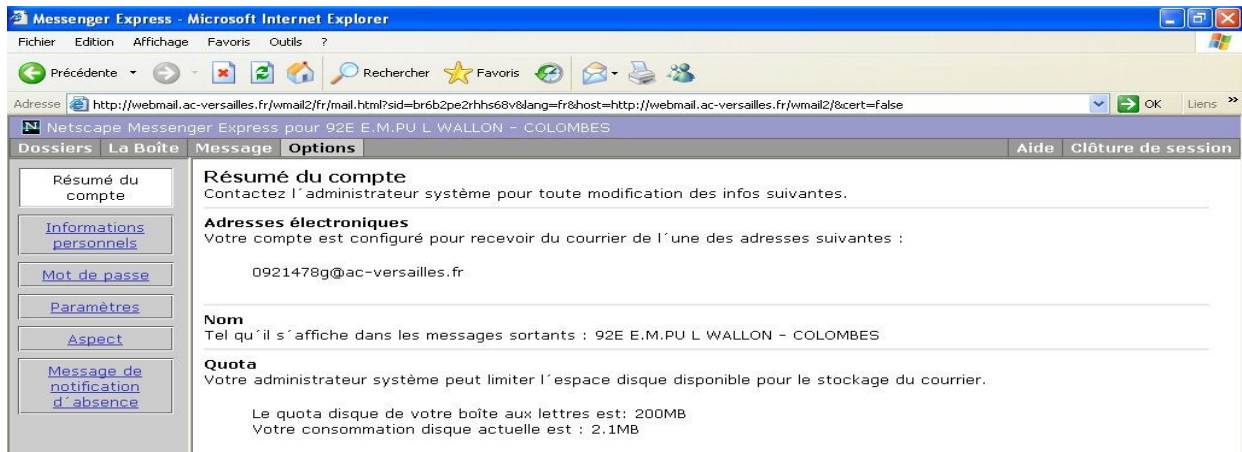 Messenger Express - Microsoft Internet Explorer
Fichier Edition Affichage Favoris Outils ?
Précédente Rechercher Favoris
Adresse http://webmail.ac-versailles.fr/wmail2/fr/mail.html?sid=br6b2pe2rhhs68v&lang=fr&host=http://webmail.ac-versailles.fr/wmail2/&cert=false OK Liens »
N Netscape Messenger Express pour 92E E.M.PU L WALLON - COLOMBES
Dossiers La Boîte Message Options Aide Clôture de session
Résumé du
compte
Informations
personnels
Mot de passe
Paramètres
Aspect
Message de
notification
d´absence
Résumé du compte
Contactez l´administrateur système pour toute modification des infos suivantes.
Adresses électroniques
Votre compte est configuré pour recevoir du courrier de l´une des adresses suivantes :
0921478g@ac-versailles.fr
Nom
Tel qu´il s´affiche dans les messages sortants : 92E E.M.PU L WALLON - COLOMBES
Quota
Votre administrateur système peut limiter l´espace disque disponible pour le stockage du courrier.
Le quota disque de votre boîte aux lettres est: 200MB
Votre consommation disque actuelle est : 2.1MB